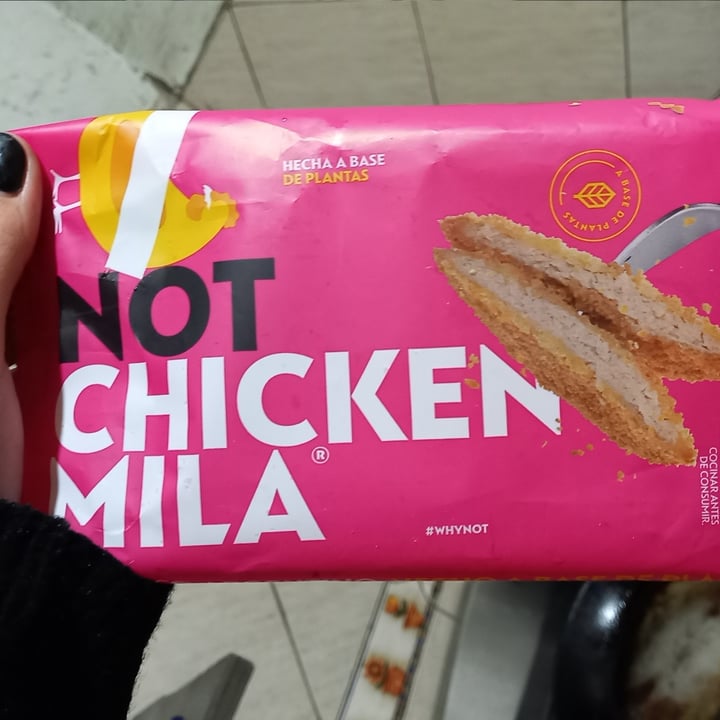 HECHA A BASE
DE PLANTAS
A BASE DE PLANTAS
NOT
CHICKEN
MILA®
#WHYNOT
COCINAR ANTES
DE CONSUMIR.